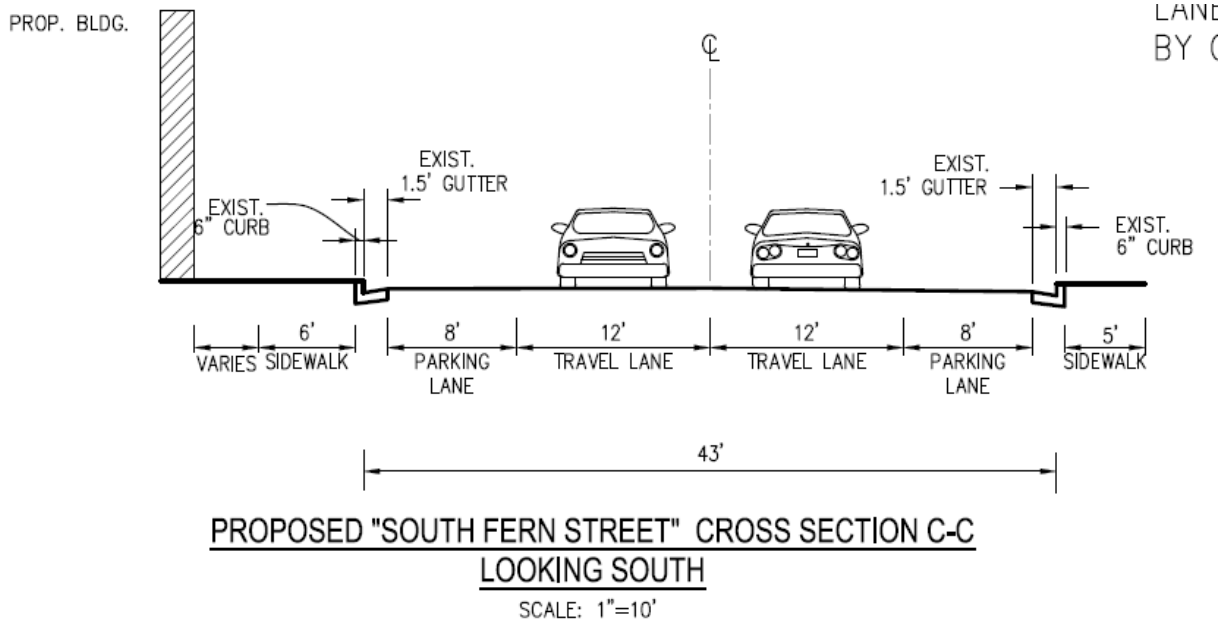 PROP. BLDG.
BY
℄
EXIST.
1.5' GUTTER
EXIST.
1.5' GUTTER
EXIST.
6" CURB
EXIST.
6" CURB
6' 8' 12' 12' 8' 5'
VARIES SIDEWALK PARKING LANE TRAVEL LANE TRAVEL LANE PARKING LANE SIDEWALK
43'
PROPOSED "SOUTH FERN STREET" CROSS SECTION C-C
LOOKING SOUTH
SCALE: 1"=10'